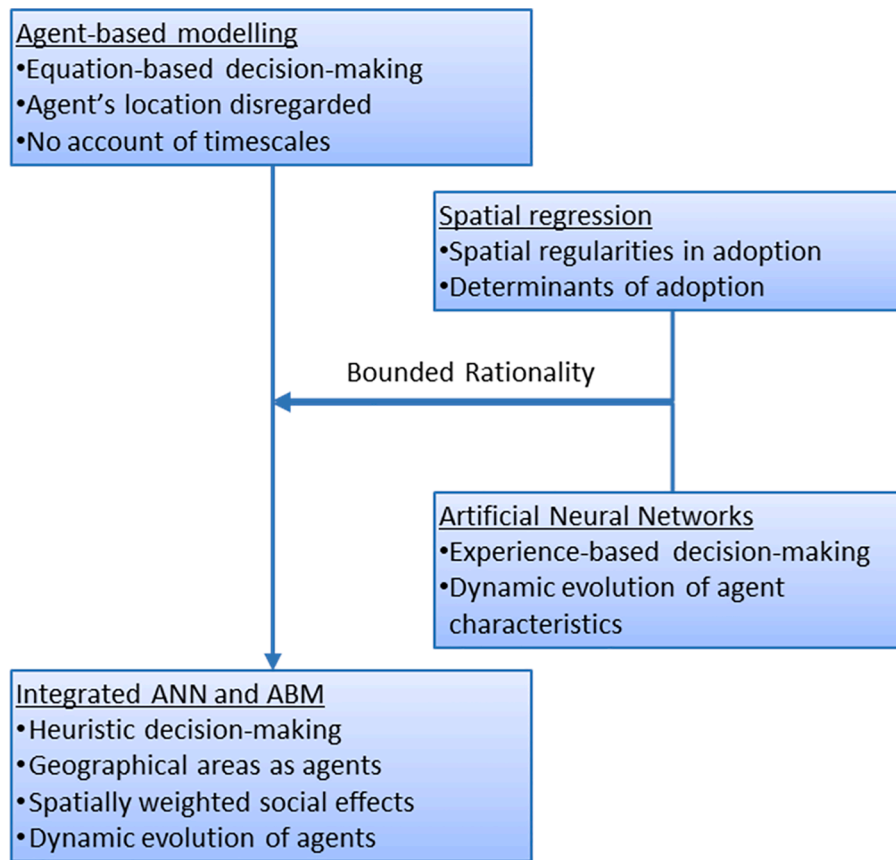 Agent-based modelling
•Equation-based decision-making
•Agent’s location disregarded
•No account of timescales
Spatial regression
•Spatial regularities in adoption
•Determinants of adoption
Bounded Rationality
Artificial Neural Networks
•Experience-based decision-making
•Dynamic evolution of agent
characteristics
Integrated ANN and ABM
•Heuristic decision-making
•Geographical areas as agents
•Spatially weighted social effects
•Dynamic evolution of agents